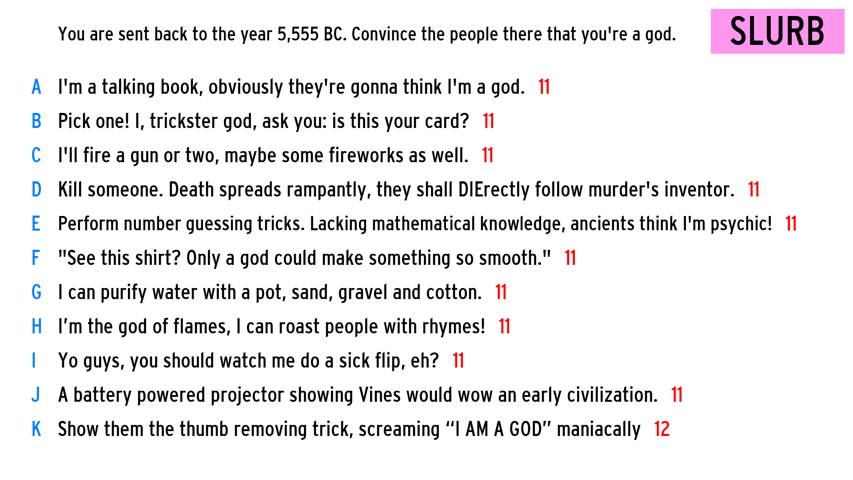 You are sent back to the year 5,555 BC. Convince the people there that you're a god.
SLURB
A I'm a talking book, obviously they're gonna think I'm a god. 11
B Pick one! I, trickster god, ask you: is this your card? 11
C I'll fire a gun or two, maybe some fireworks as well. 11
D Kill someone. Death spreads rampantly, they shall DIErectly follow murder's inventor. 11
E Perform number guessing tricks. Lacking mathematical knowledge, ancients think I'm psychic! 11
F "See this shirt? Only a god could make something so smooth." 11
G I can purify water with a pot, sand, gravel and cotton. 11
H I’m the god of flames, I can roast people with rhymes! 11
I Yo guys, you should watch me do a sick flip, eh? 11
J A battery powered projector showing Vines would wow an early civilization. 11
K Show them the thumb removing trick, screaming “I AM A GOD” maniacally 12